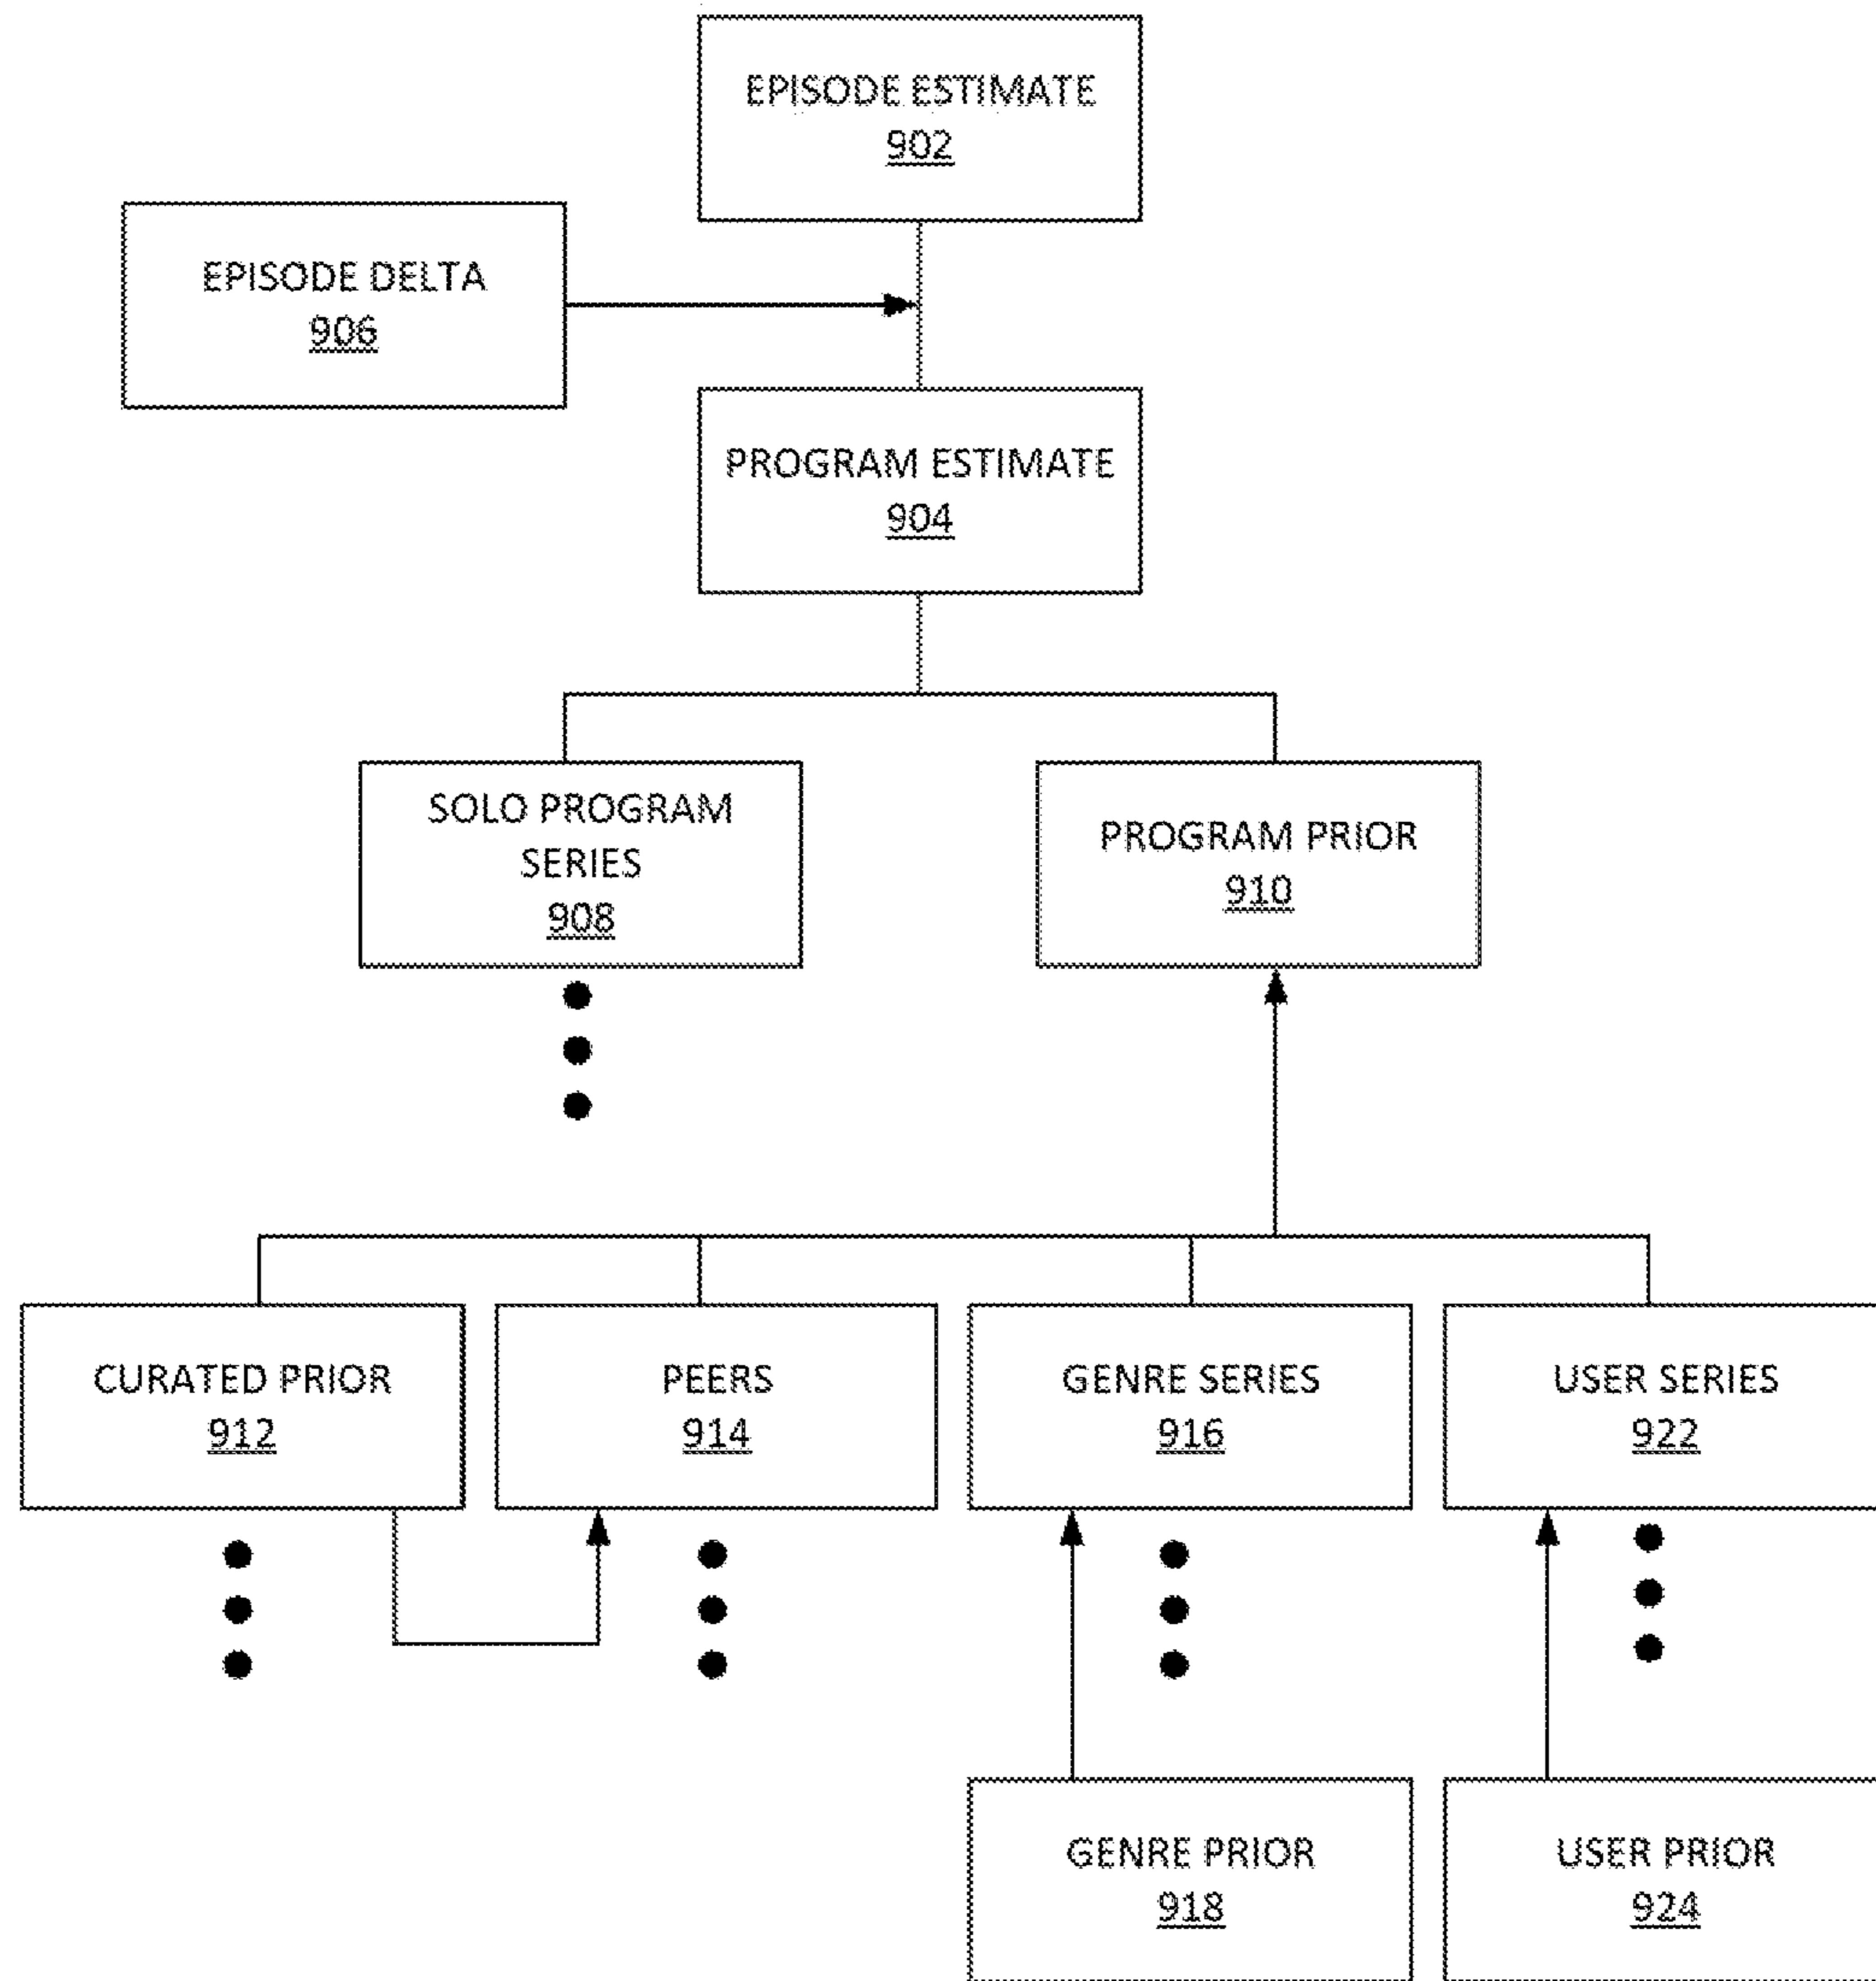 EPISODE ESTIMATE
902
EPISODE DELTA
906
PROGRAM ESTIMATE
904
SOLO PROGRAM
SERIES
908
PROGRAM PRIOR
910
CURATED PRIOR
912
PEERS
914
GENRE SERIES
916
USER SERIES
922
GENRE PRIOR
918
USER PRIOR
924